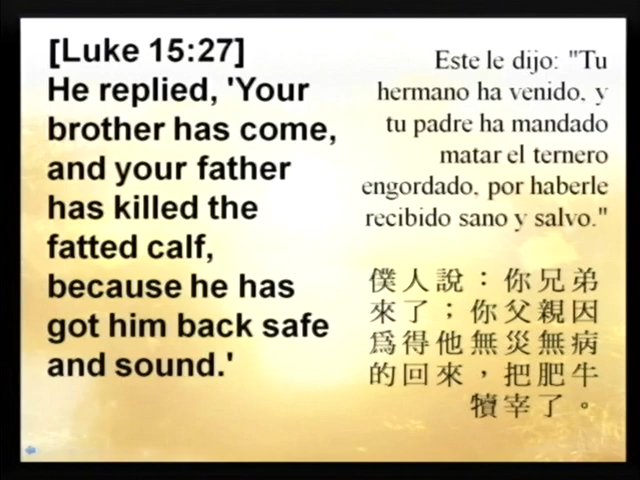 [Luke 15:27]
He replied, 'Your
brother has come,
and your father
has killed the
fatted calf,
because he has
got him back safe
and sound.'
Este le dijo: "Tu
hermano ha venido, y
tu padre ha mandado
matar el ternero
engordado, por haberle
recibido sano y salvo."
僕人說：你兄弟
來了；你父親因
爲得他無災無病
的回來，把肥牛
犢宰了。